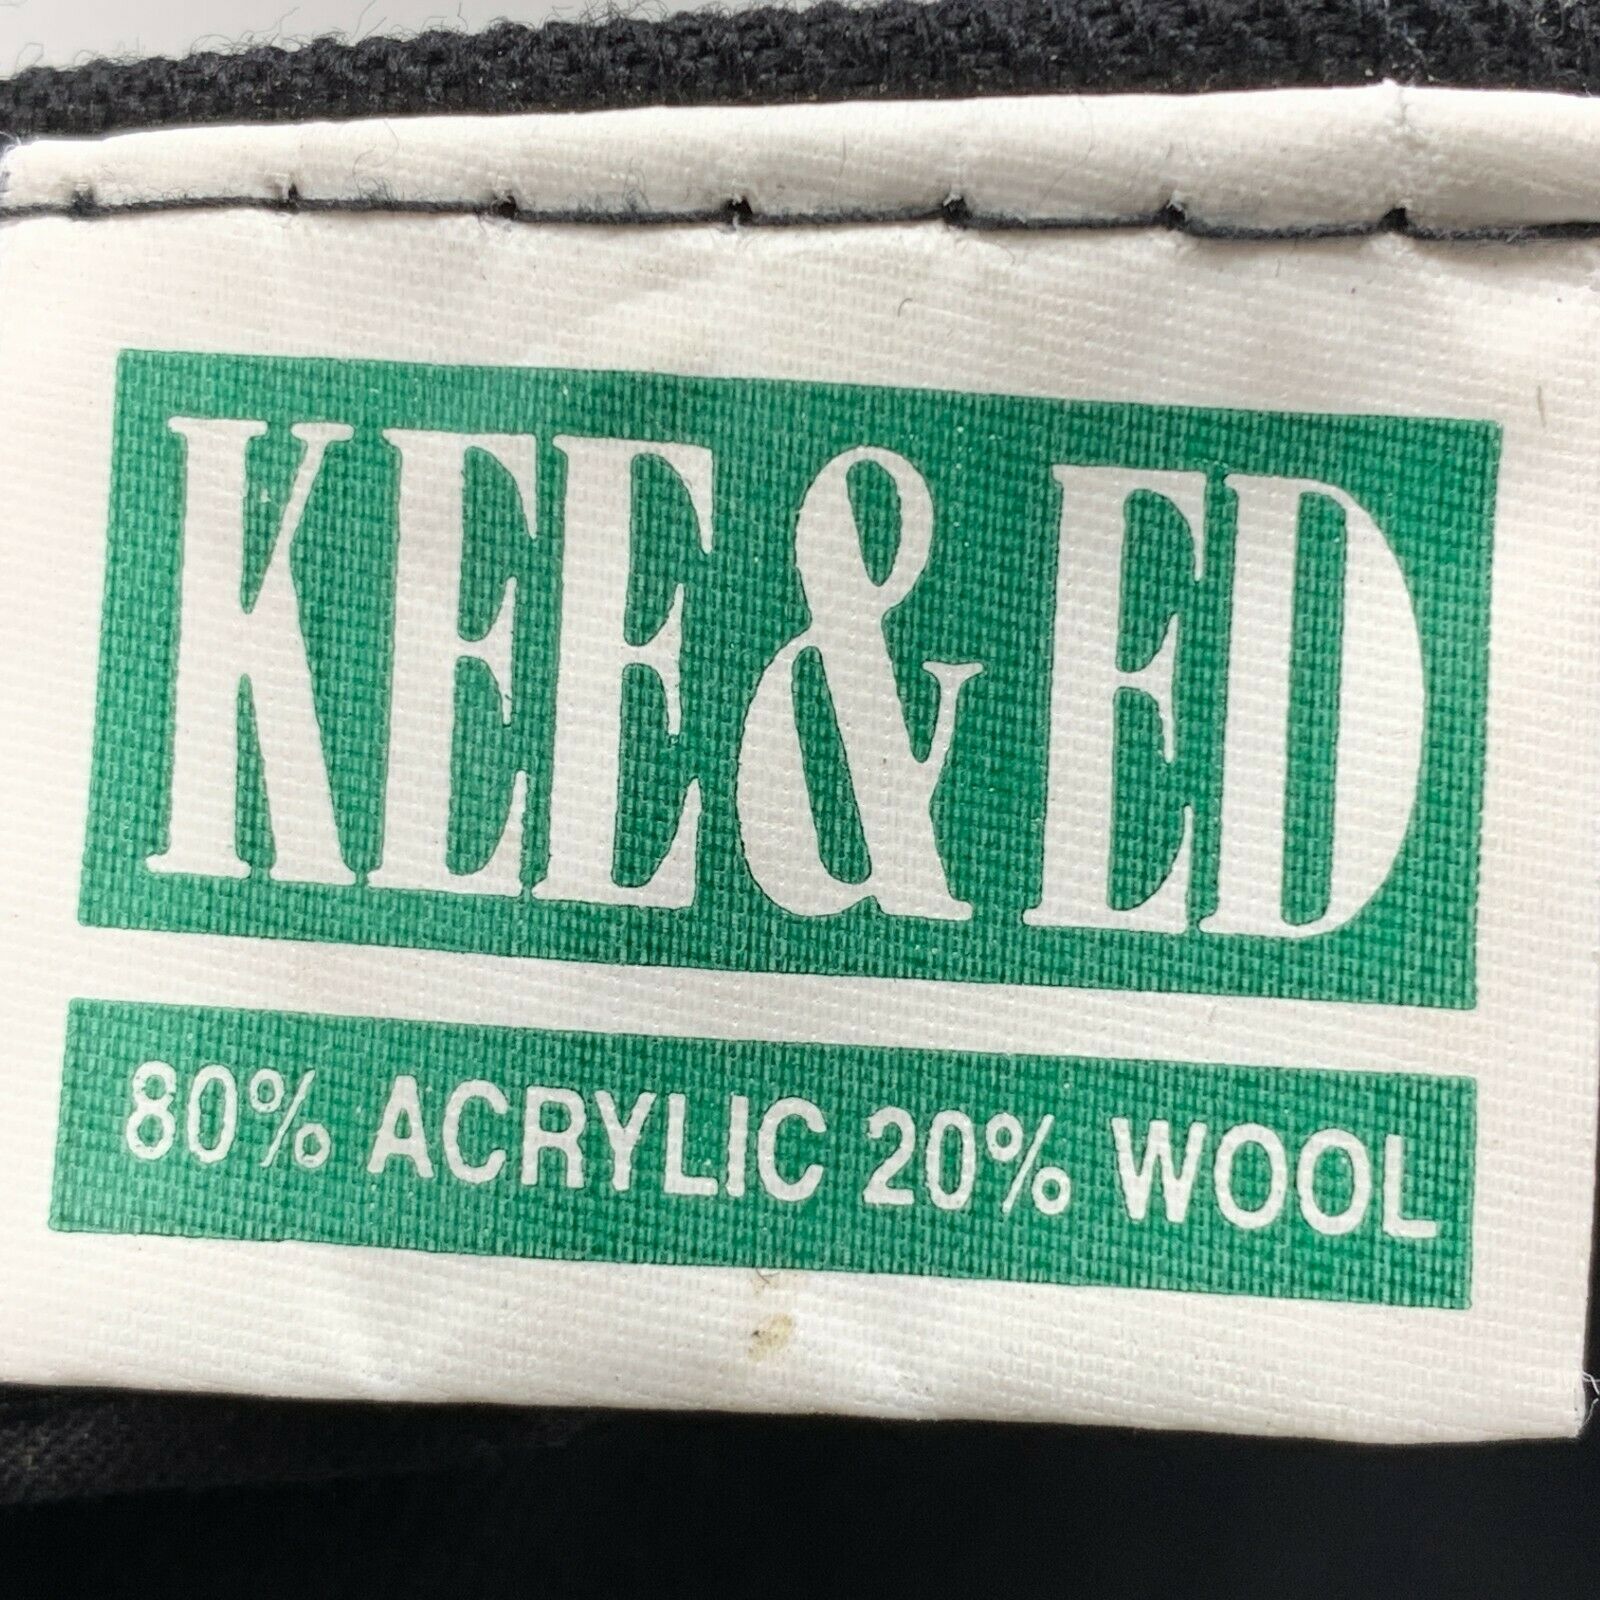 KEE & ED
80% ACRYLIC 20% WOOL